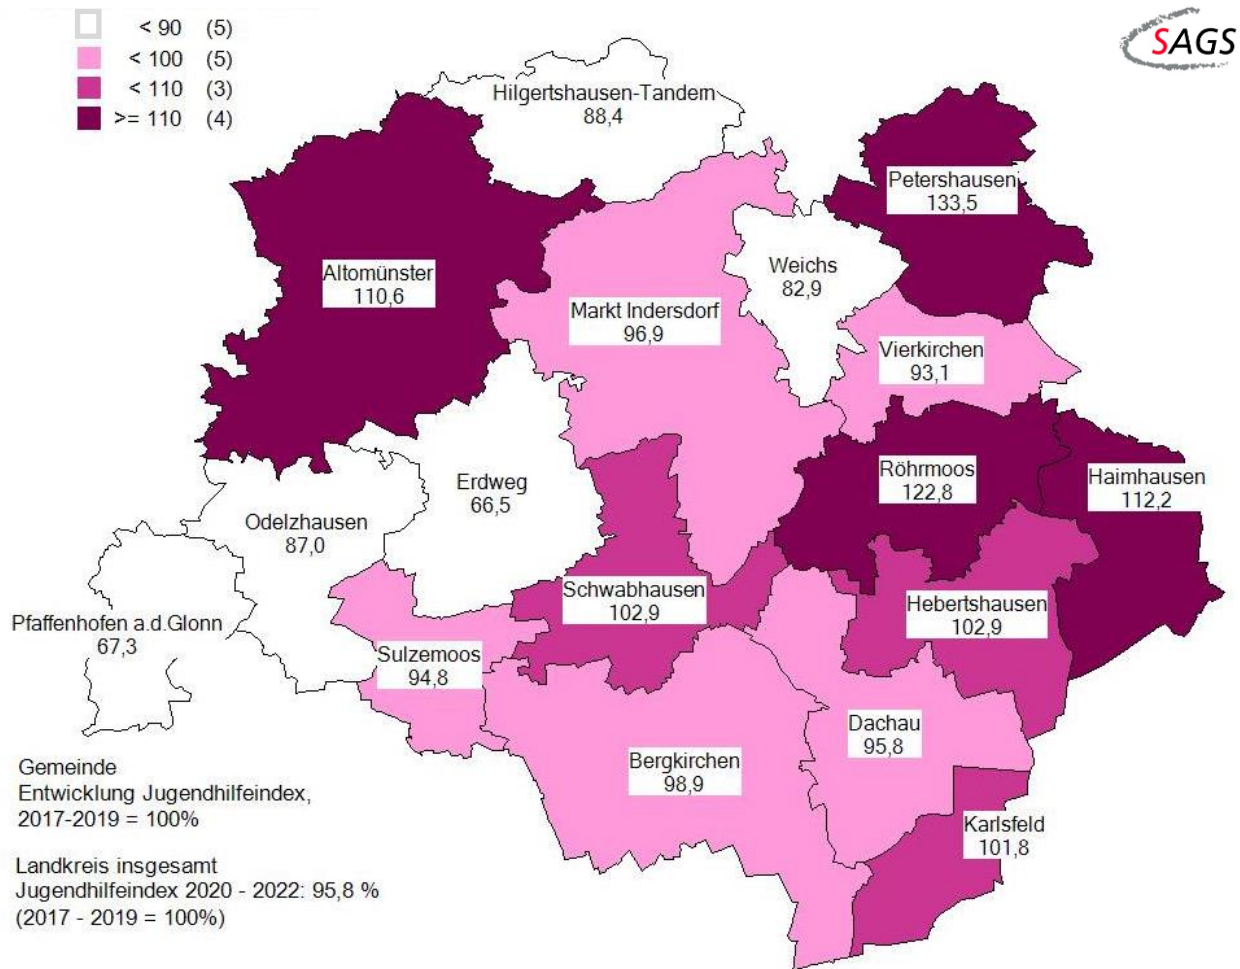 < 90 (5)
< 100 (5)
< 110 (3)
>= 110 (4)
SAGS
Hilgertshausen-Tandern
88,4
Petershausen
133,5
Altomünster
110,6
Weichs
82,9
Markt Indersdorf
96,9
Vierkirchen
93,1
Röhrmoos
122,8
Haimhausen
112,2
Erdweg
66,5
Odelzhausen
87,0
Schwabhausen
102,9
Hebertshausen
102,9
Pfaffenhofen a.d.Glonn
67,3
Sulzemoos
94,8
Dachau
95,8
Bergkirchen
98,9
Karlsfeld
101,8
Gemeinde
Entwicklung Jugendhilfeindex,
2017-2019 = 100%
Landkreis insgesamt
Jugendhilfeindex 2020 - 2022: 95,8 %
(2017 - 2019 = 100%)